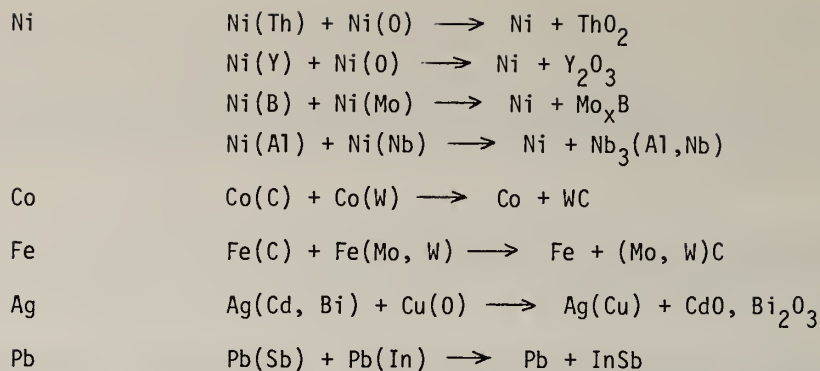 Ni Ni(Th) + Ni(O) ⟶ Ni + ThO₂
Ni(Y) + Ni(O) ⟶ Ni + Y₂O₃
Ni(B) + Ni(Mo) ⟶ Ni + MoₓB
Ni(Al) + Ni(Nb) ⟶ Ni + Nb₃(Al,Nb)
Co Co(C) + Co(W) ⟶ Co + WC
Fe Fe(C) + Fe(Mo, W) ⟶ Fe + (Mo, W)C
Ag Ag(Cd, Bi) + Cu(O) ⟶ Ag(Cu) + CdO, Bi₂O₃
Pb Pb(Sb) + Pb(In) ⟶ Pb + InSb